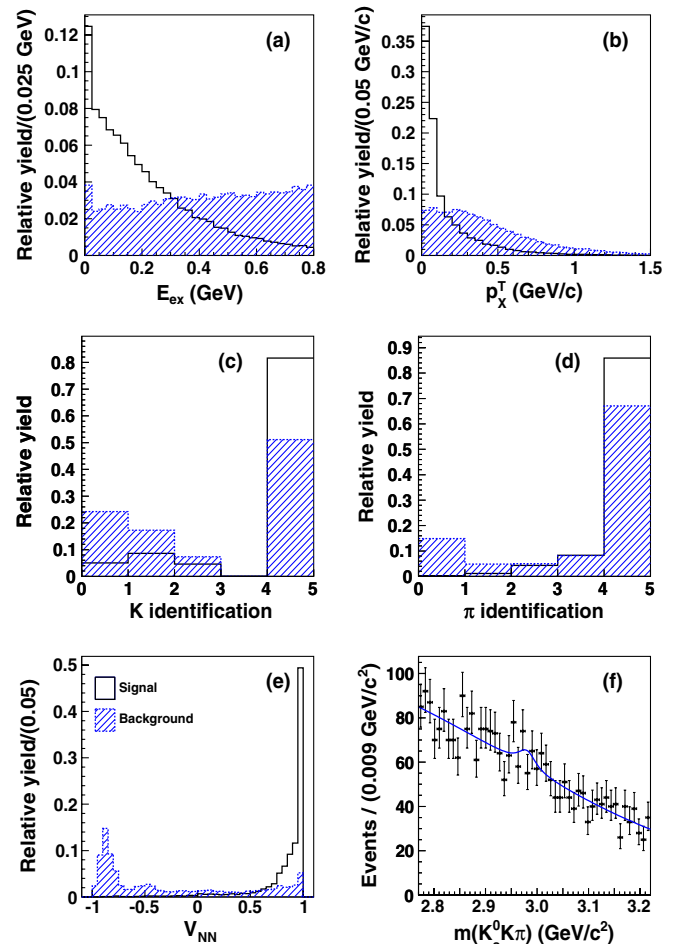 (a)
Relative yield/(0.025 GeV)
0.12
0.1
0.08
0.06
0.04
0.02
0
0 0.2 0.4 0.6 0.8
E_ex (GeV)
(b)
Relative yield/(0.05 GeV/c)
0.35
0.3
0.25
0.2
0.15
0.1
0.05
0
0 0.5 1 1.5
p_X^T (GeV/c)
(c)
Relative yield
0.8
0.7
0.6
0.5
0.4
0.3
0.2
0.1
0
0 1 2 3 4 5
K identification
(d)
Relative yield
0.9
0.8
0.7
0.6
0.5
0.4
0.3
0.2
0.1
0
0 1 2 3 4 5
π identification
(e)
Relative yield/(0.05)
0.5
0.4
0.3
0.2
0.1
0
Signal
Background
-1 -0.5 0 0.5 1
V_NN
(f)
Events / (0.009 GeV/c²)
100
80
60
40
20
0
2.8 2.9 3.0 3.1 3.2
m(K⁰Kπ) (GeV/c²)